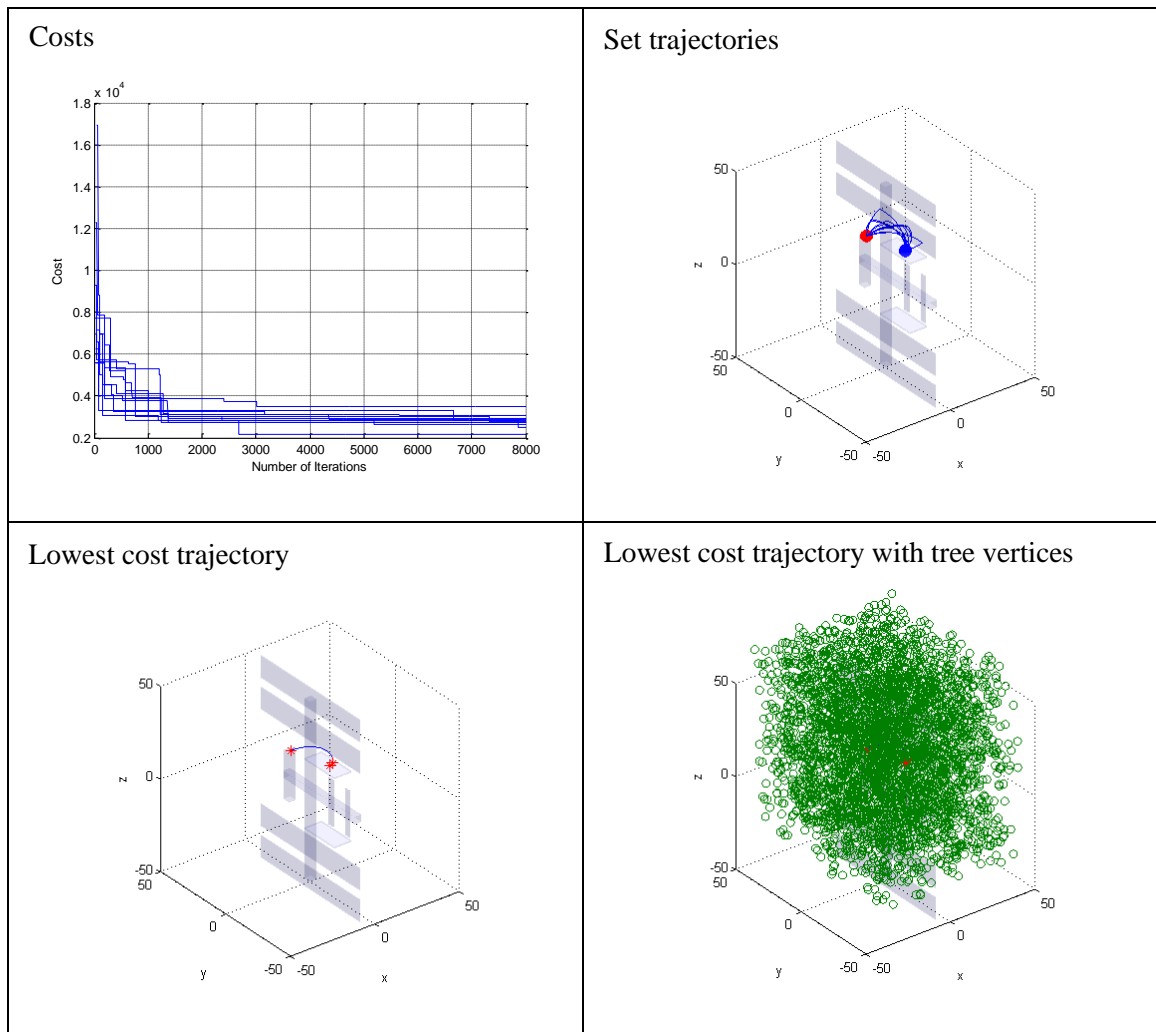 Costs
x 10^4
1.8
1.6
1.4
1.2
1
0.8
0.6
0.4
0.2
0 1000 2000 3000 4000 5000 6000 7000 8000
Cost
Number of Iterations
Set trajectories
50
0
-50
50
0
-50 -50
0
50
z
y
x
Lowest cost trajectory
50
0
-50
50
0
-50 -50
0
50
z
y
x
Lowest cost trajectory with tree vertices
50
0
-50
50
0
-50 -50
0
50
z
y
x